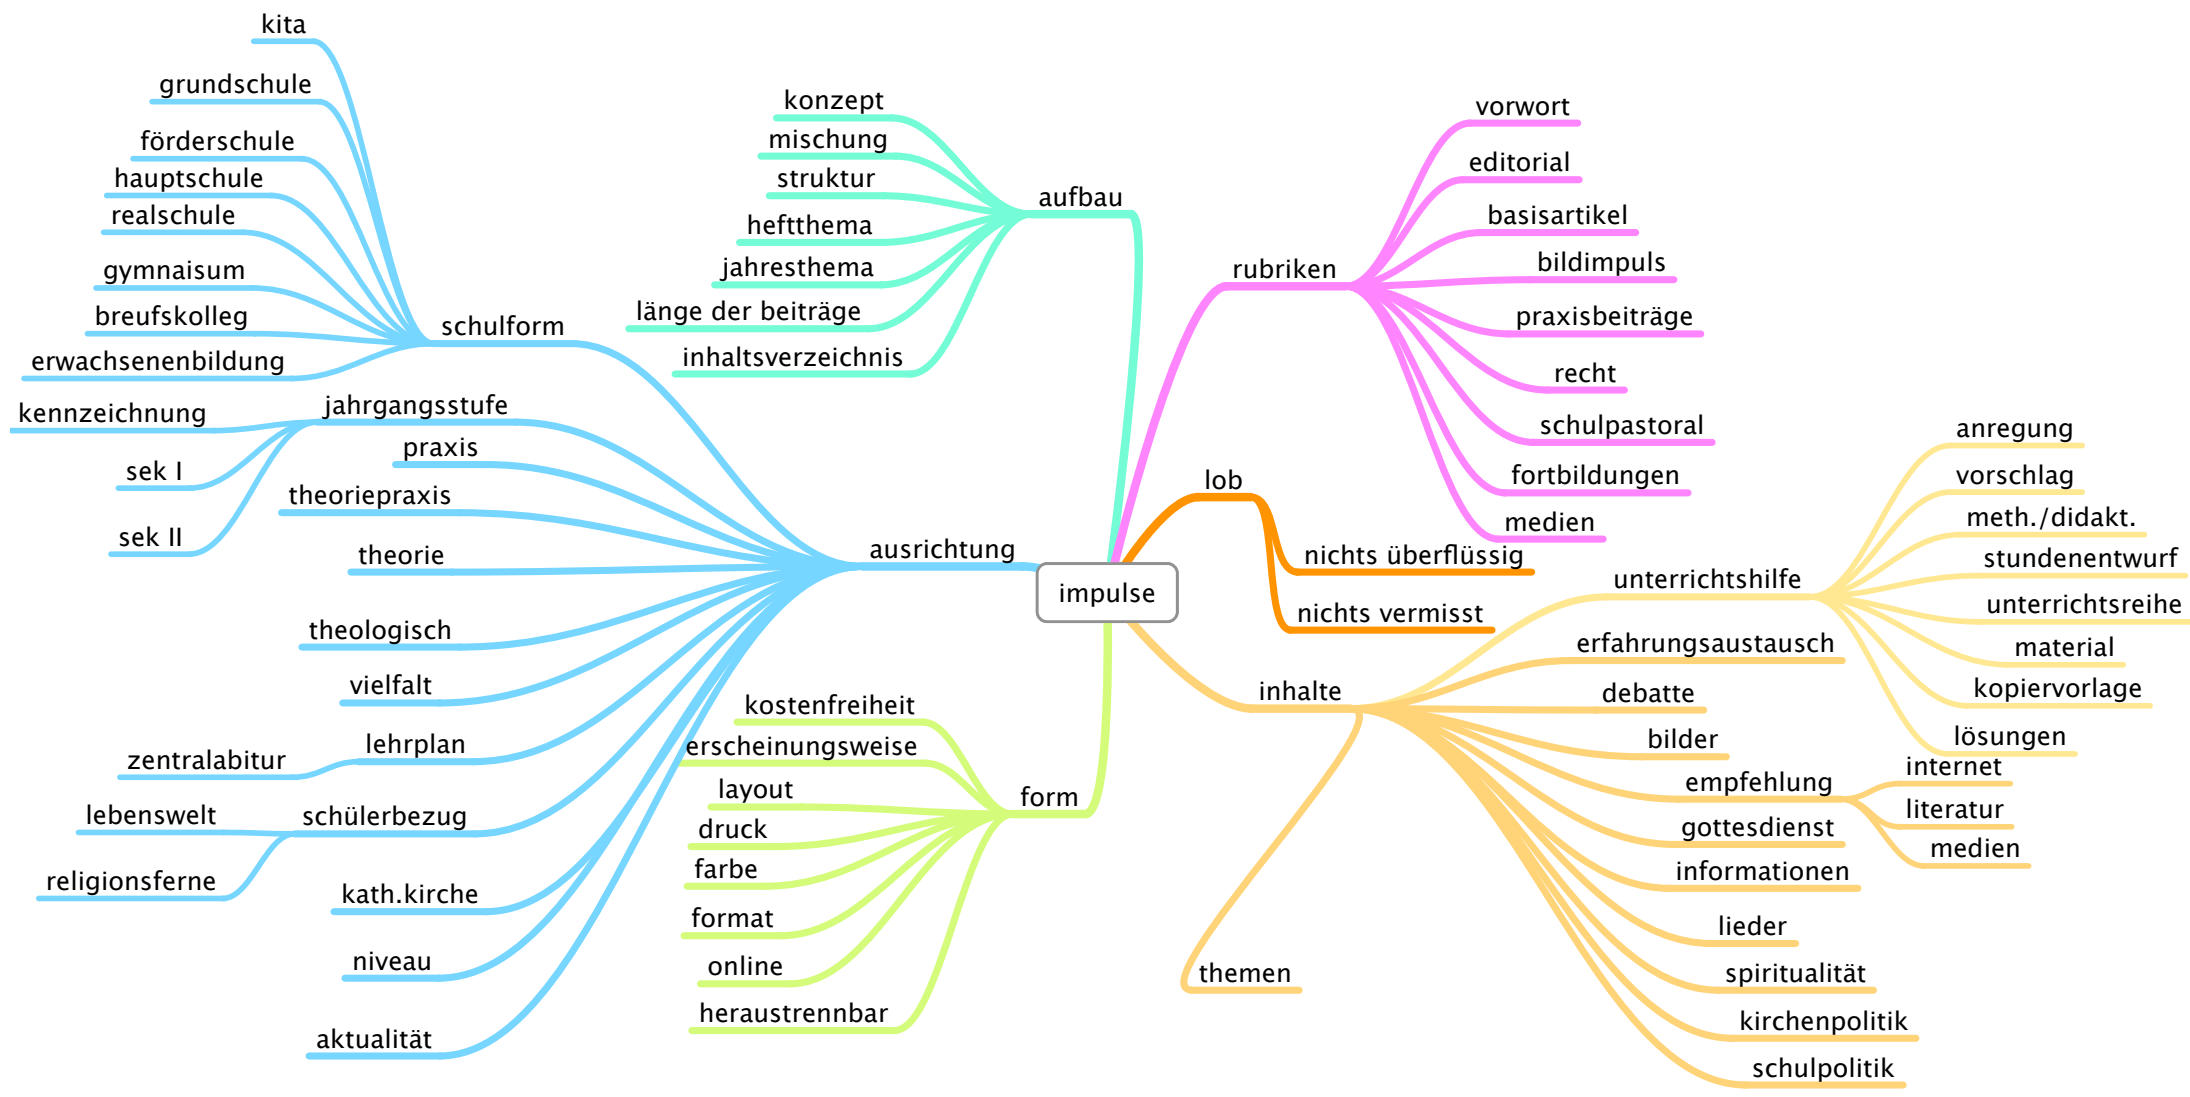 impulse
ausrichtung
schulform
kita
grundschule
förderschule
hauptschule
realschule
gymnaisum
breufskolleg
erwachsenenbildung
jahrgangsstufe
kennzeichnung
sek I
sek II
praxis
theoriepraxis
theorie
theologisch
vielfalt
lehrplan
zentralabitur
schülerbezug
lebenswelt
religionsferne
kath.kirche
niveau
aktualität
aufbau
konzept
mischung
struktur
heftthema
jahresthema
länge der beiträge
inhaltsverzeichnis
form
kostenfreiheit
erscheinungsweise
layout
druck
farbe
format
online
heraustrennbar
rubriken
vorwort
editorial
basisartikel
bildimpuls
praxisbeiträge
recht
schulpastoral
fortbildungen
medien
lob
nichts überflüssig
nichts vermisst
inhalte
unterrichtshilfe
anregung
vorschlag
meth./didakt.
stundenentwurf
unterrichtsreihe
material
kopiervorlage
lösungen
erfahrungsaustausch
debatte
bilder
empfehlung
internet
literatur
medien
gottesdienst
informationen
lieder
spiritualität
kirchenpolitik
schulpolitik
themen